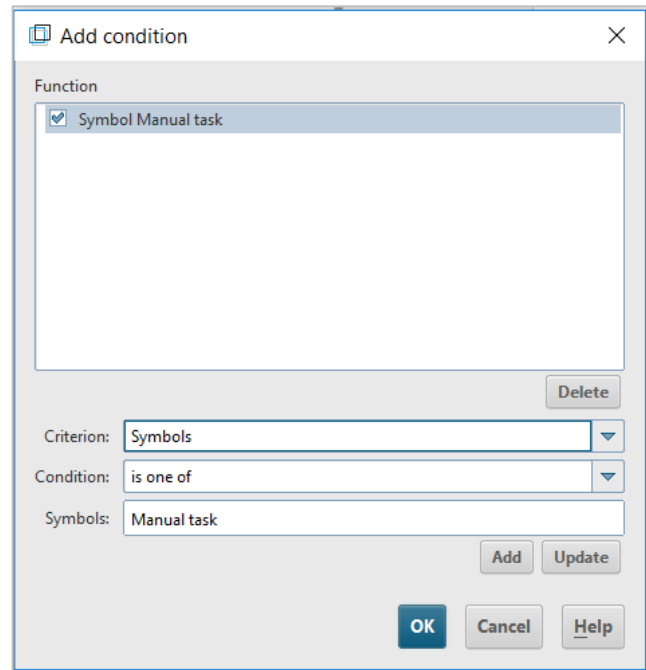 Add condition
Function
Symbol Manual task
Delete
Criterion: Symbols
Condition: is one of
Symbols: Manual task
Add Update
OK Cancel Help